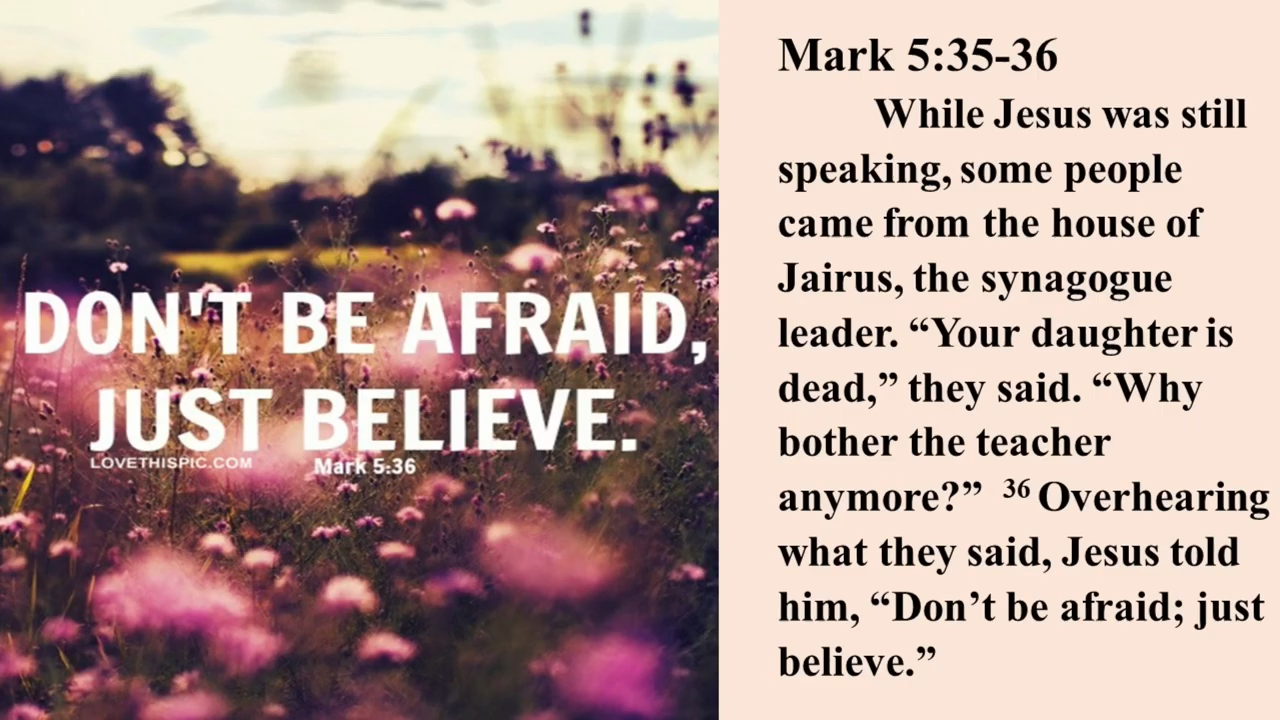 DON'T BE AFRAID,
JUST BELIEVE.
LOVETHISPIC.COM
Mark 5:36
Mark 5:35-36
While Jesus was still
speaking, some people
came from the house of
Jairus, the synagogue
leader. “Your daughter is
dead,” they said. “Why
bother the teacher
anymore?” 36 Overhearing
what they said, Jesus told
him, “Don’t be afraid; just
believe.”